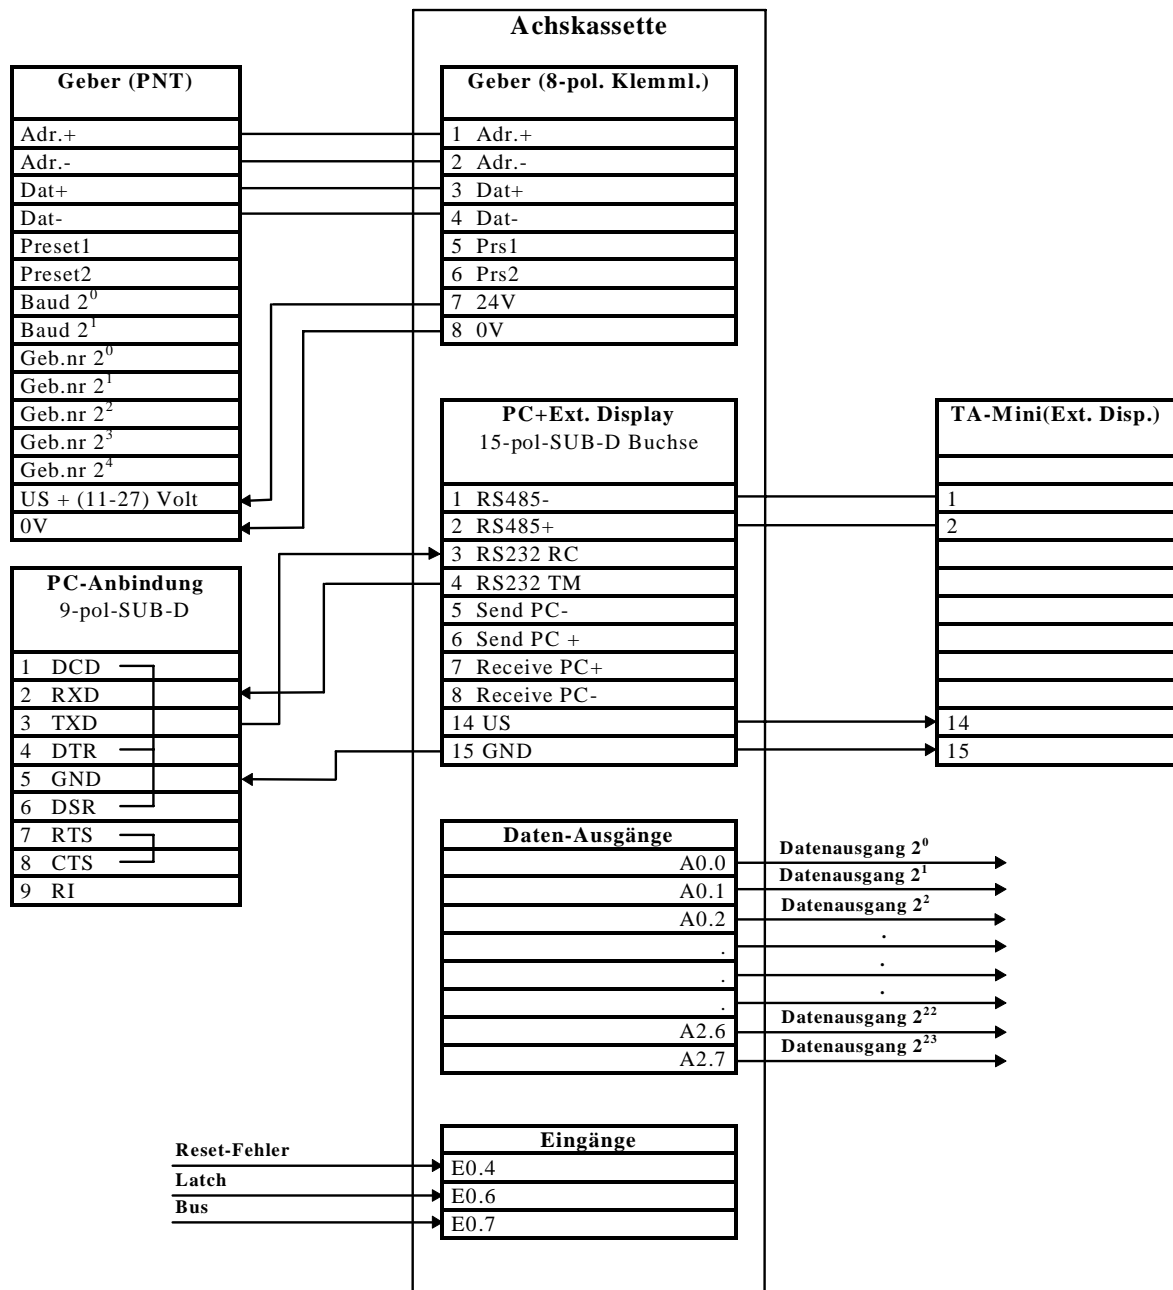 Achskassette
Geber (PNT)
Adr.+
Adr.-
Dat+
Dat-
Preset1
Preset2
Baud 2⁰
Baud 2¹
Geb.nr 2⁰
Geb.nr 2¹
Geb.nr 2²
Geb.nr 2³
Geb.nr 2⁴
US + (11-27) Volt
0V
Geber (8-pol. Klemml.)
1 Adr.+
2 Adr.-
3 Dat+
4 Dat-
5 Prs1
6 Prs2
7 24V
8 0V
PC-Anbindung
9-pol-SUB-D
1 DCD
2 RXD
3 TXD
4 DTR
5 GND
6 DSR
7 RTS
8 CTS
9 RI
PC+Ext. Display
15-pol-SUB-D Buchse
1 RS485-
2 RS485+
3 RS232 RC
4 RS232 TM
5 Send PC-
6 Send PC +
7 Receive PC+
8 Receive PC-
14 US
15 GND
TA-Mini(Ext. Disp.)
1
2
14
15
Daten-Ausgänge
A0.0
A0.1
A0.2
.
.
.
A2.6
A2.7
Datenausgang 2⁰
Datenausgang 2¹
Datenausgang 2²
.
.
.
Datenausgang 2²²
Datenausgang 2²³
Reset-Fehler
Latch
Bus
Eingänge
E0.4
E0.6
E0.7